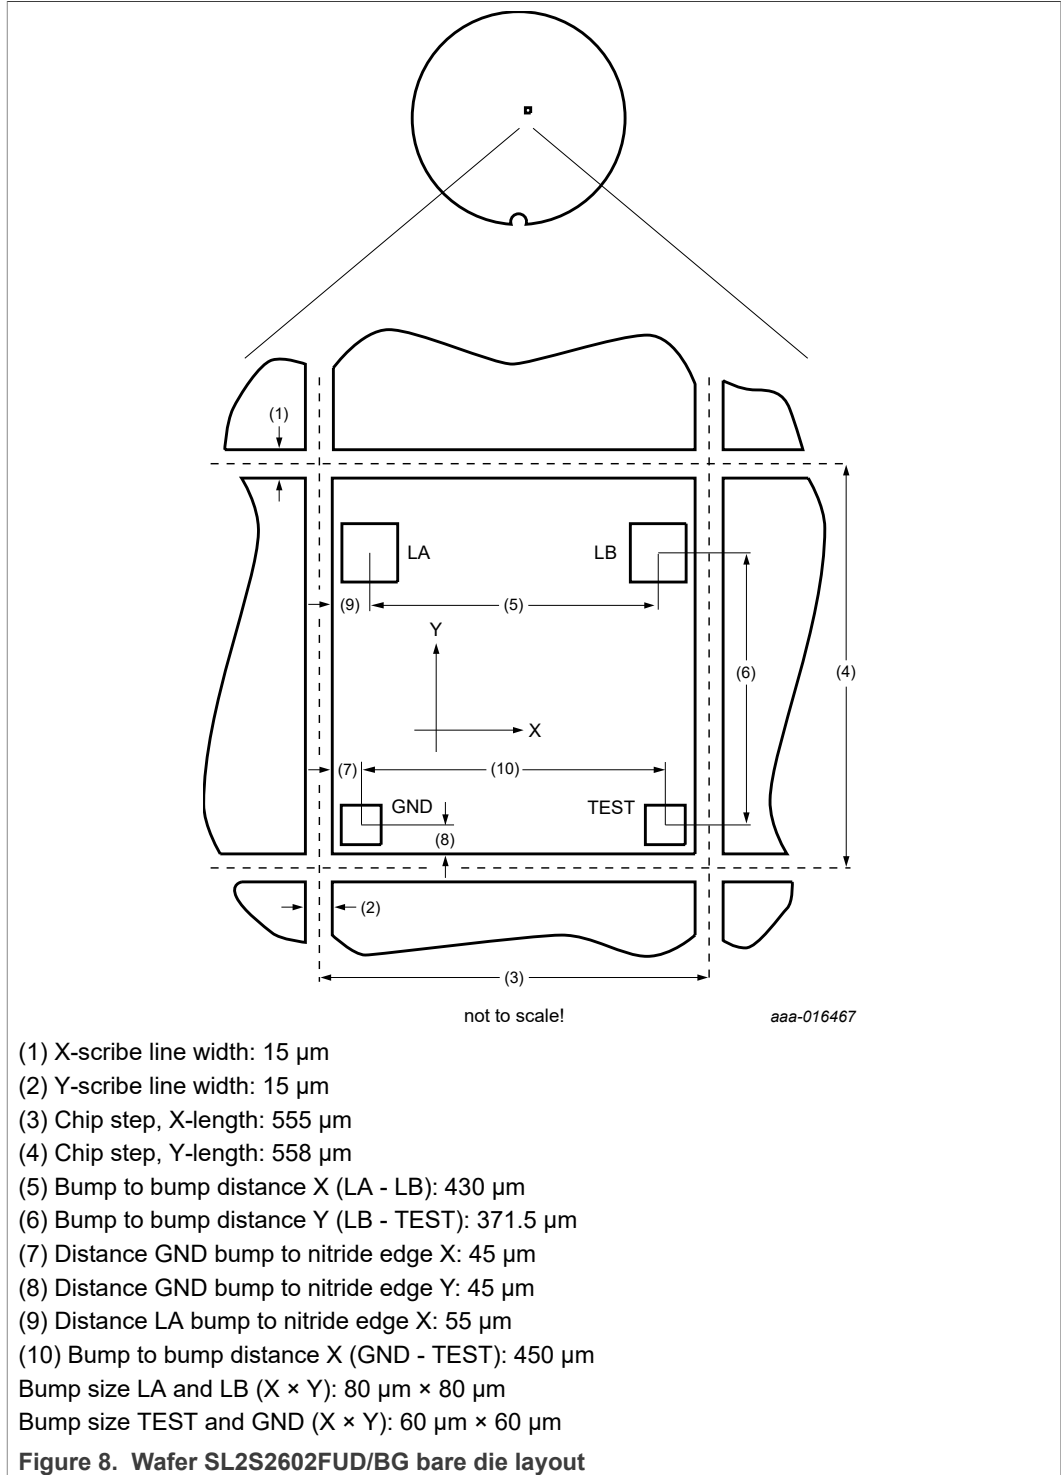 (1)
LA
LB
(9)
(5)
Y
(6)
(4)
X
(7)
(10)
GND
TEST
(8)
(2)
(3)
not to scale!
aaa-016467
(1) X-scribe line width: 15 μm
(2) Y-scribe line width: 15 μm
(3) Chip step, X-length: 555 μm
(4) Chip step, Y-length: 558 μm
(5) Bump to bump distance X (LA - LB): 430 μm
(6) Bump to bump distance Y (LB - TEST): 371.5 μm
(7) Distance GND bump to nitride edge X: 45 μm
(8) Distance GND bump to nitride edge Y: 45 μm
(9) Distance LA bump to nitride edge X: 55 μm
(10) Bump to bump distance X (GND - TEST): 450 μm
Bump size LA and LB (X × Y): 80 μm × 80 μm
Bump size TEST and GND (X × Y): 60 μm × 60 μm
Figure 8. Wafer SL2S2602FUD/BG bare die layout